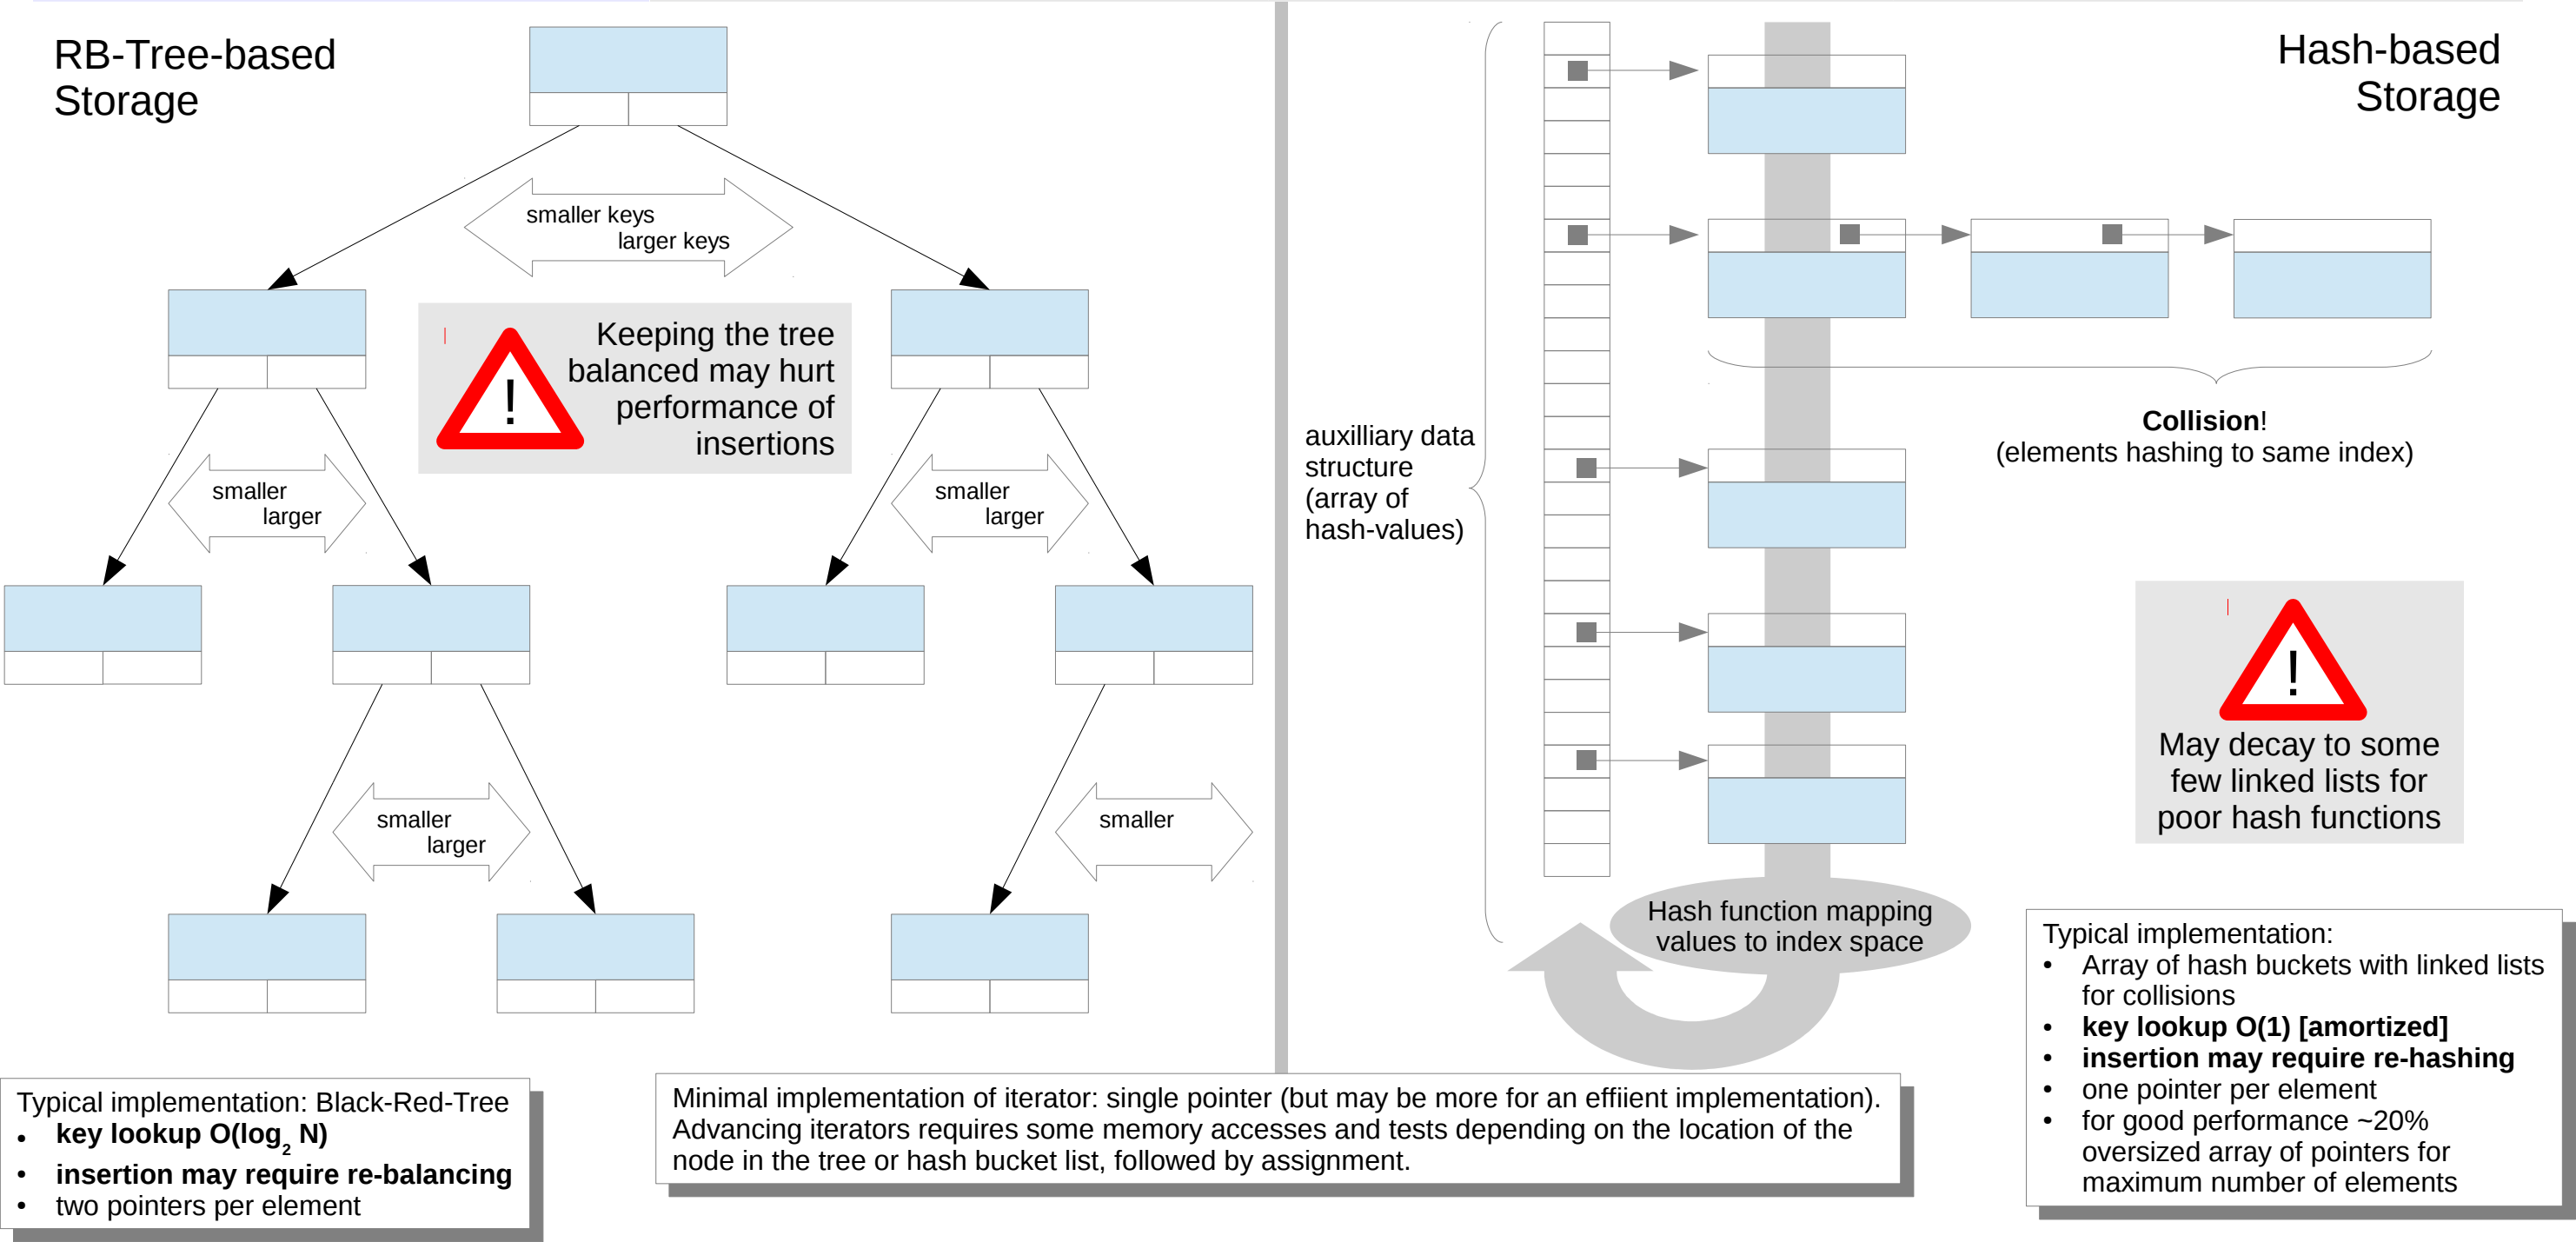 RB-Tree-based
Storage
smaller keys
larger keys
!
Keeping the tree
balanced may hurt
performance of
insertions
smaller
larger
smaller
larger
smaller
larger
smaller
Typical implementation: Black-Red-Tree
• key lookup O(log2 N)
• insertion may require re-balancing
• two pointers per element
Minimal implementation of iterator: single pointer (but may be more for an effiient implementation).
Advancing iterators requires some memory accesses and tests depending on the location of the
node in the tree or hash bucket list, followed by assignment.
Hash-based
Storage
auxilliary data
structure
(array of
hash-values)
Collision!
(elements hashing to same index)
!
May decay to some
few linked lists for
poor hash functions
Hash function mapping
values to index space
Typical implementation:
• Array of hash buckets with linked lists
for collisions
• key lookup O(1) [amortized]
• insertion may require re-hashing
• one pointer per element
• for good performance ~20%
oversized array of pointers for
maximum number of elements